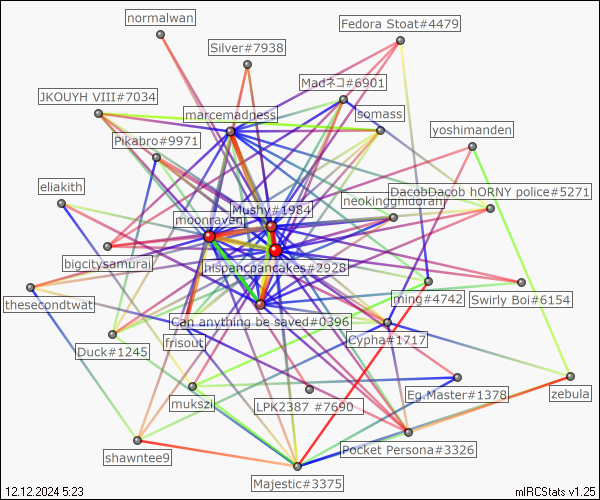 normalwan
Fedora Stoat#4479
Silver#7938
Madネコ#6901
JKOUYH VIII#7034
marcemadness
somass
yoshimanden
Pikabro#9971
eliakith
DacobDacob hORNY police#5271
Mushy#1984
neokingghidorah
moonraven
bigcitysamurai
hispanicpancakes#2928
thesecondtwat
ming#4742
Swirly Boi#6154
Can anything be saved#0396
Cypha#1717
Duck#1245
frisout
mukszi
LPK2387 #7690
Eg.Master#1378
zebula
Pocket Persona#3326
shawntee9
Majestic#3375
12.12.2024 5:23
mIRCStats v1.25